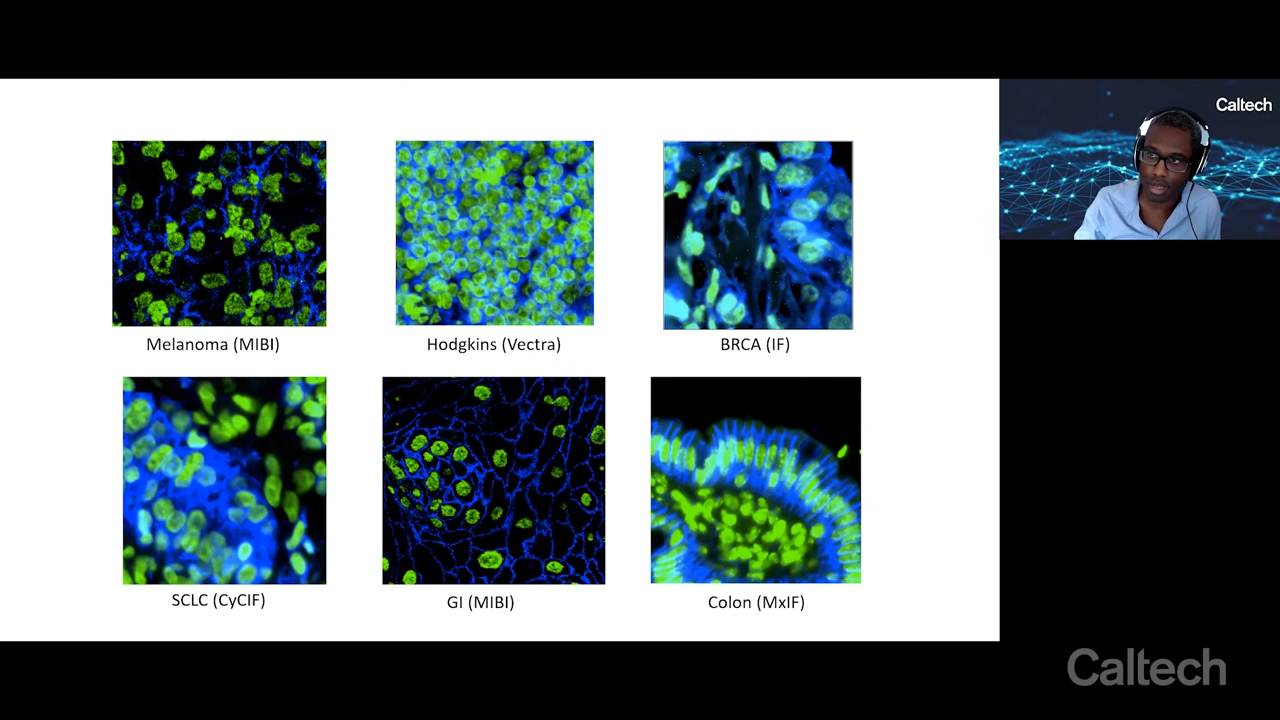 Caltech
Melanoma (MIBI)
Hodgkins (Vectra)
BRCA (IF)
SCLC (CyCIF)
GI (MIBI)
Colon (MxIF)
Caltech